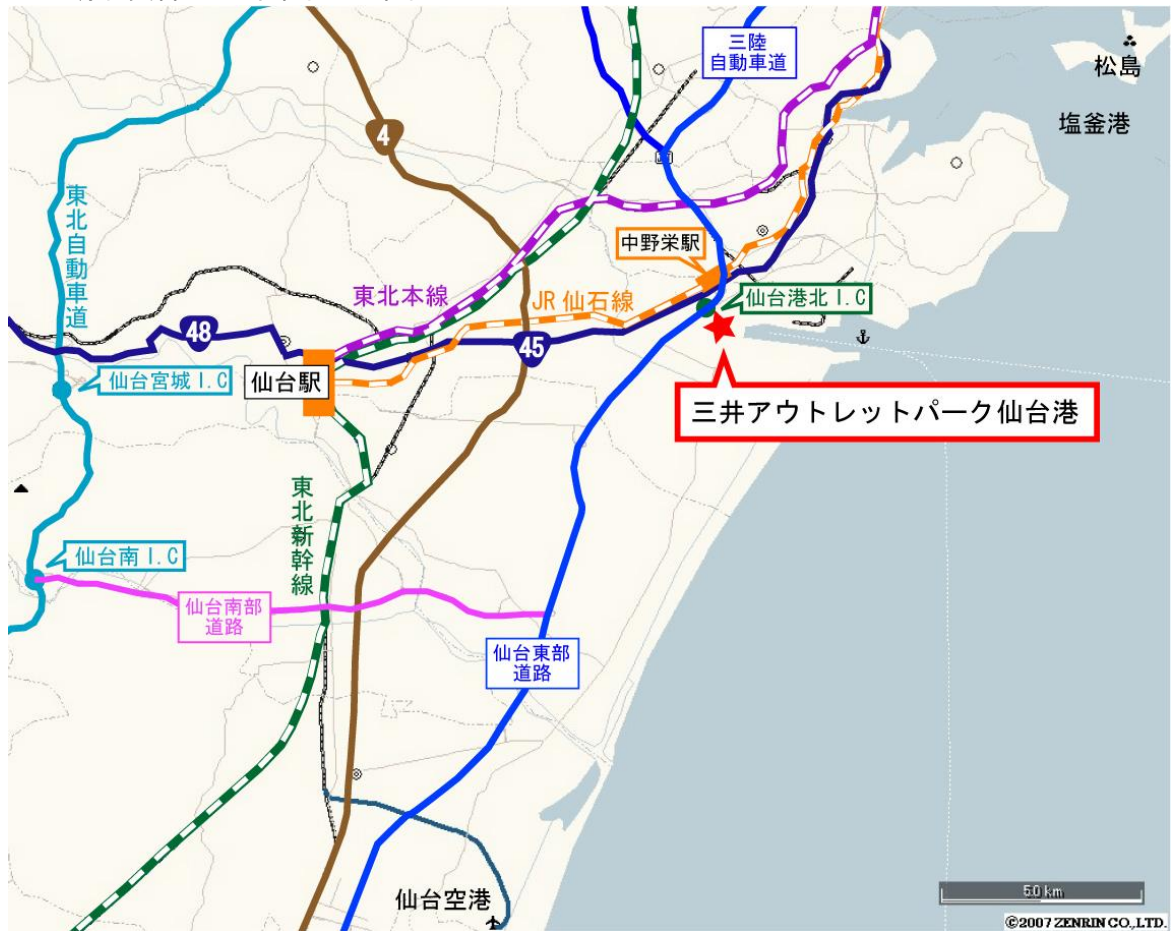 三陸
自動車道
松島
塩釜港
4
東北自動車道
中野栄駅
東北本線
JR 仙石線
仙台港北 I.C
48
45
仙台駅
仙台宮城 I.C
三井アウトレットパーク仙台港
東北新幹線
仙台南 I.C
仙台南部
道路
仙台東部
道路
仙台空港
5.0 km
©2007 ZENRIN CO., LTD.